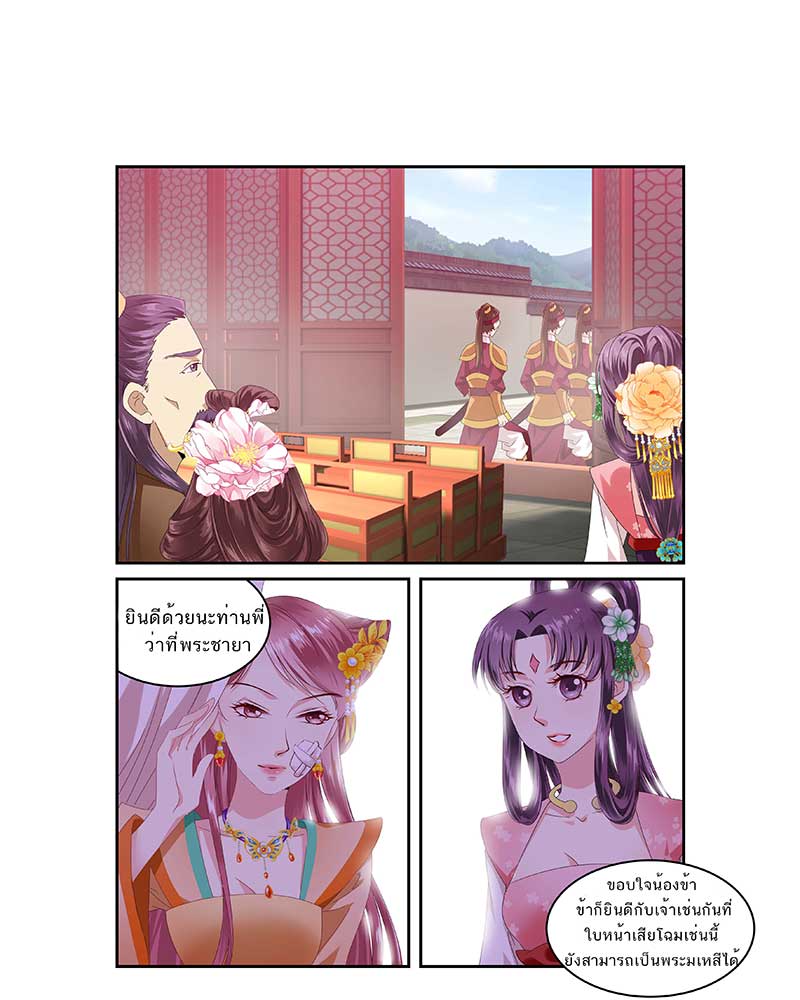 ยินดีด้วยนะท่านพี่
ว่าที่พระชายา
ขอบใจน้องข้า
ข้าก็ยินดีกับเจ้าเช่นกันที่
ใบหน้าเสียโฉมเช่นนี้
ยังสามารถเป็นพระมเหสีได้